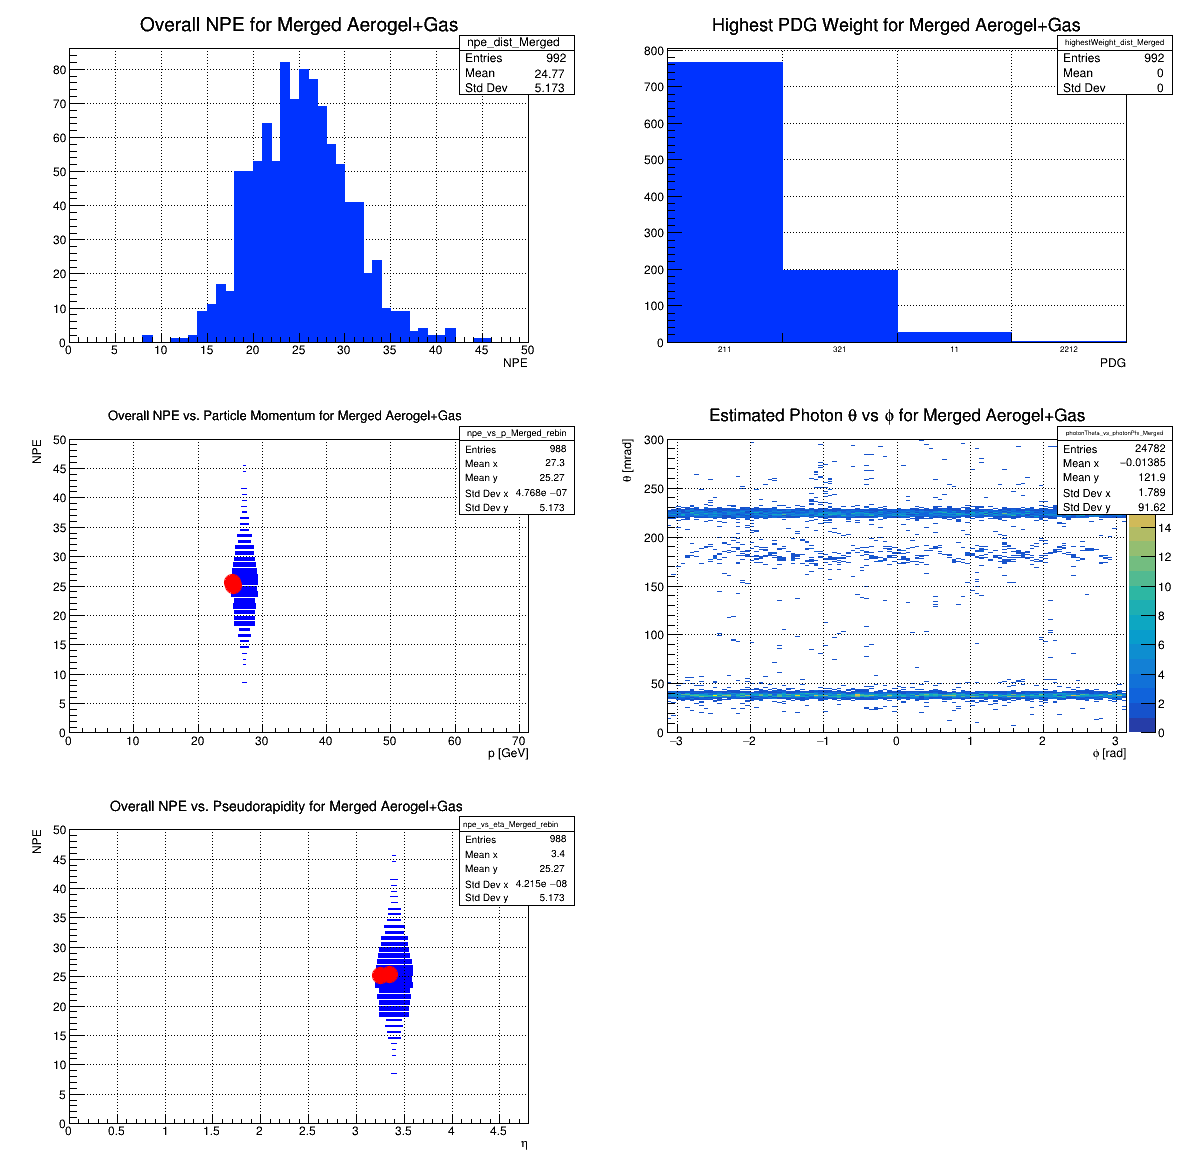 Overall NPE for Merged Aerogel+Gas
npe_dist_Merged
Entries 992
Mean 24.77
Std Dev 5.173
80
70
60
50
40
30
20
10
0
0 5 10 15 20 25 30 35 40 45 50
NPE
Highest PDG Weight for Merged Aerogel+Gas
highestWeight_dist_Merged
Entries 992
Mean 0
Std Dev 0
800
700
600
500
400
300
200
100
0
211 321 11 2212
PDG
Overall NPE vs. Particle Momentum for Merged Aerogel+Gas
npe_vs_p_Merged_rebin
Entries 988
Mean x 27.3
Mean y 25.27
Std Dev x 4.768e −07
Std Dev y 5.173
NPE
50
45
40
35
30
25
20
15
10
5
0
0 10 20 30 40 50 60 70
p [GeV]
Estimated Photon θ vs ϕ for Merged Aerogel+Gas
photonTheta_vs_photonPhi_Merged
Entries 24782
Mean x −0.01385
Mean y 121.9
Std Dev x 1.789
Std Dev y 91.62
θ [mrad]
300
250
200
150
100
50
0
−3 −2 −1 0 1 2 3
ϕ [rad]
14
12
10
8
6
4
2
0
Overall NPE vs. Pseudorapidity for Merged Aerogel+Gas
npe_vs_eta_Merged_rebin
Entries 988
Mean x 3.4
Mean y 25.27
Std Dev x 4.215e −08
Std Dev y 5.173
NPE
50
45
40
35
30
25
20
15
10
5
0
0 0.5 1 1.5 2 2.5 3 3.5 4 4.5
η